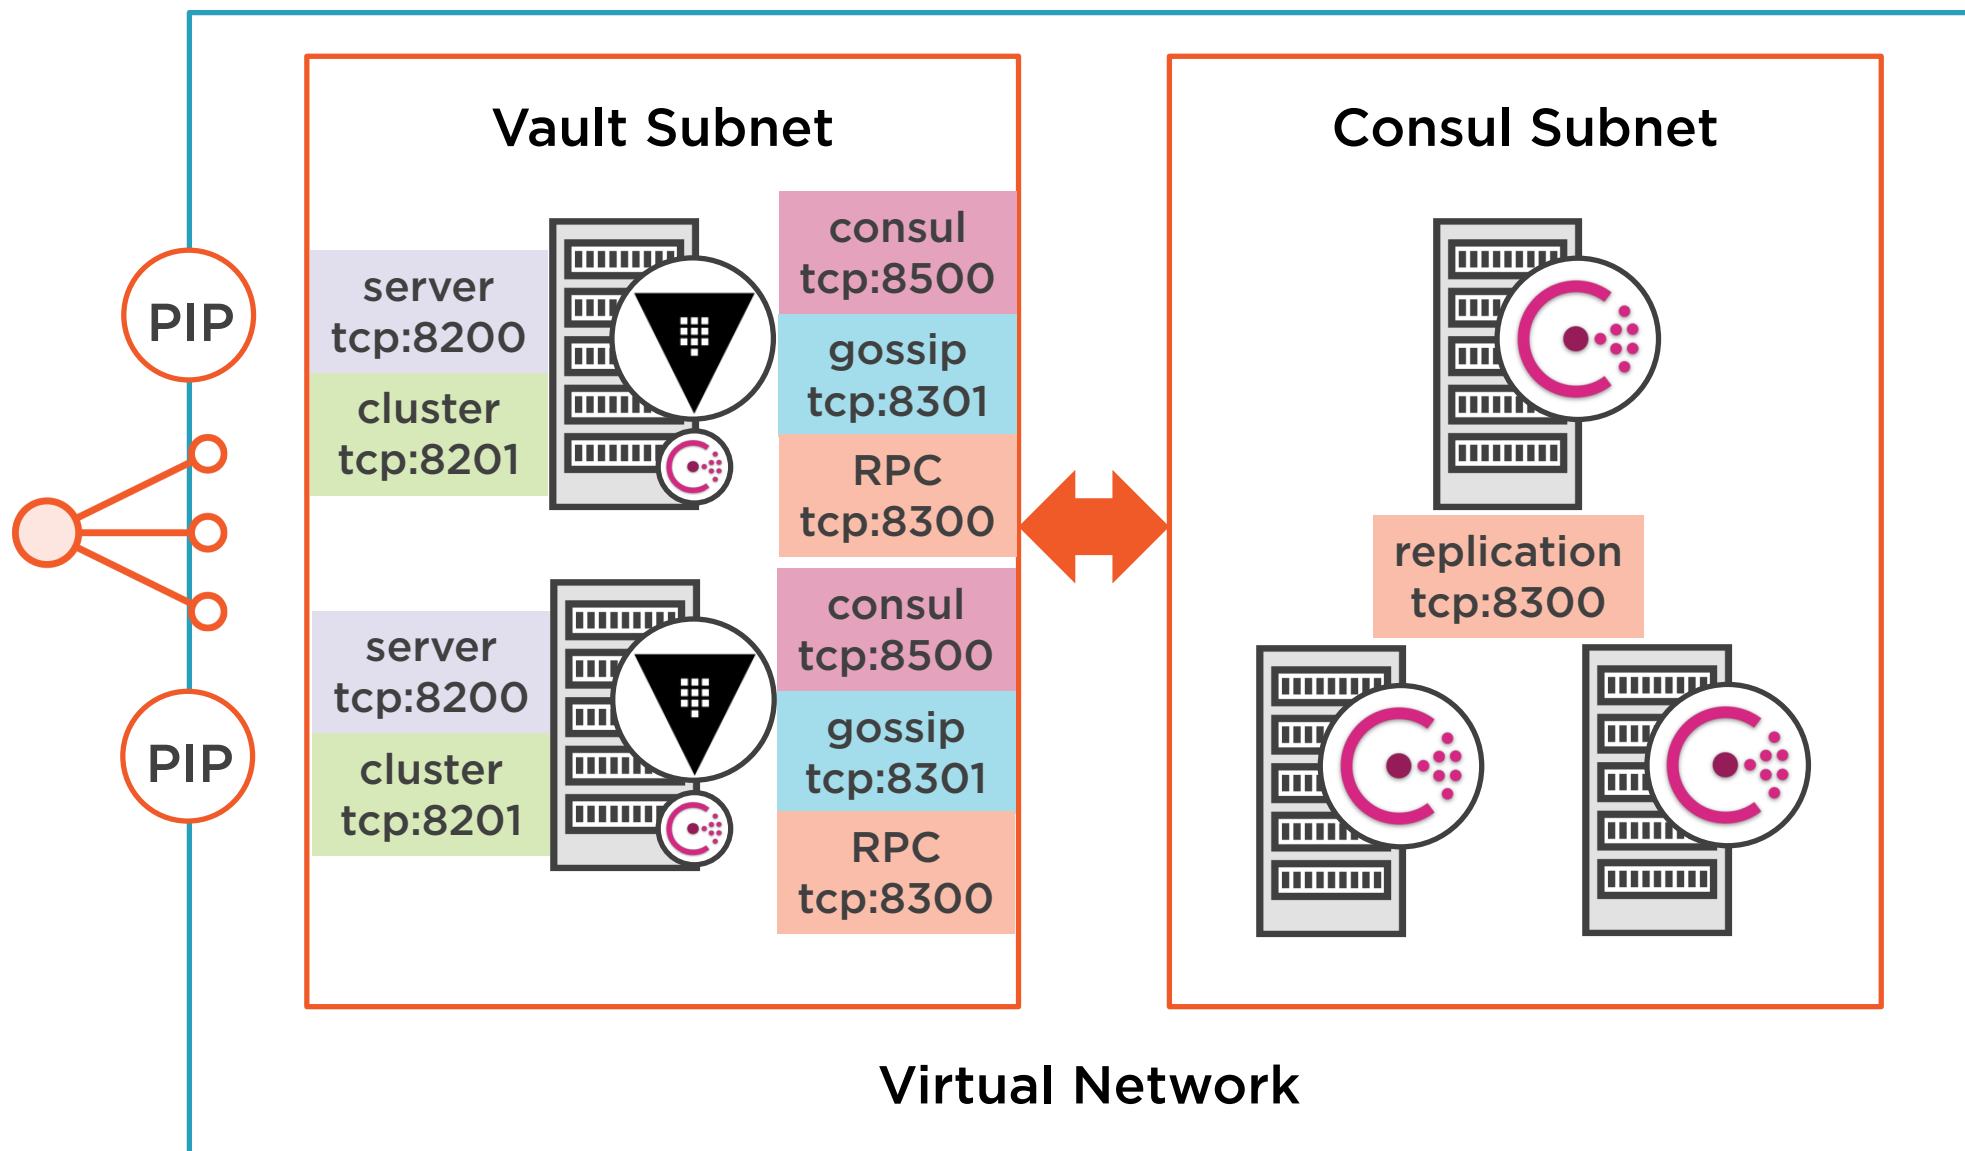 Vault Subnet
Consul Subnet
PIP
server
tcp:8200
cluster
tcp:8201
consul
tcp:8500
gossip
tcp:8301
RPC
tcp:8300
replication
tcp:8300
PIP
server
tcp:8200
cluster
tcp:8201
consul
tcp:8500
gossip
tcp:8301
RPC
tcp:8300
Virtual Network